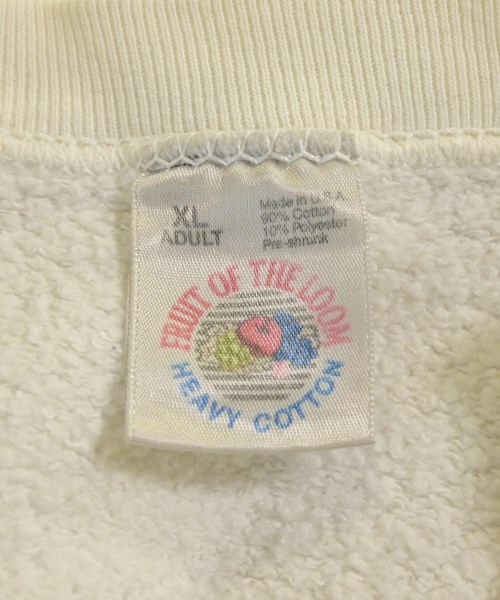 XL
ADULT
Made in U.S.A.
90% Cotton
10% Polyester
Pre-shrunk
FRUIT OF THE LOOM
HEAVY COTTON